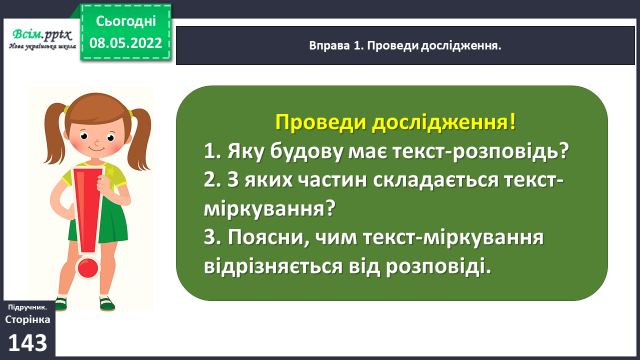 Всім.pptx
Нова українська школа
Сьогодні
08.05.2022
Вправа 1. Проведи дослідження.
Проведи дослідження!
1. Яку будову має текст-розповідь?
2. З яких частин складається текст-
міркування?
3. Поясни, чим текст-міркування
відрізняється від розповіді.
Підручник.
Сторінка
143